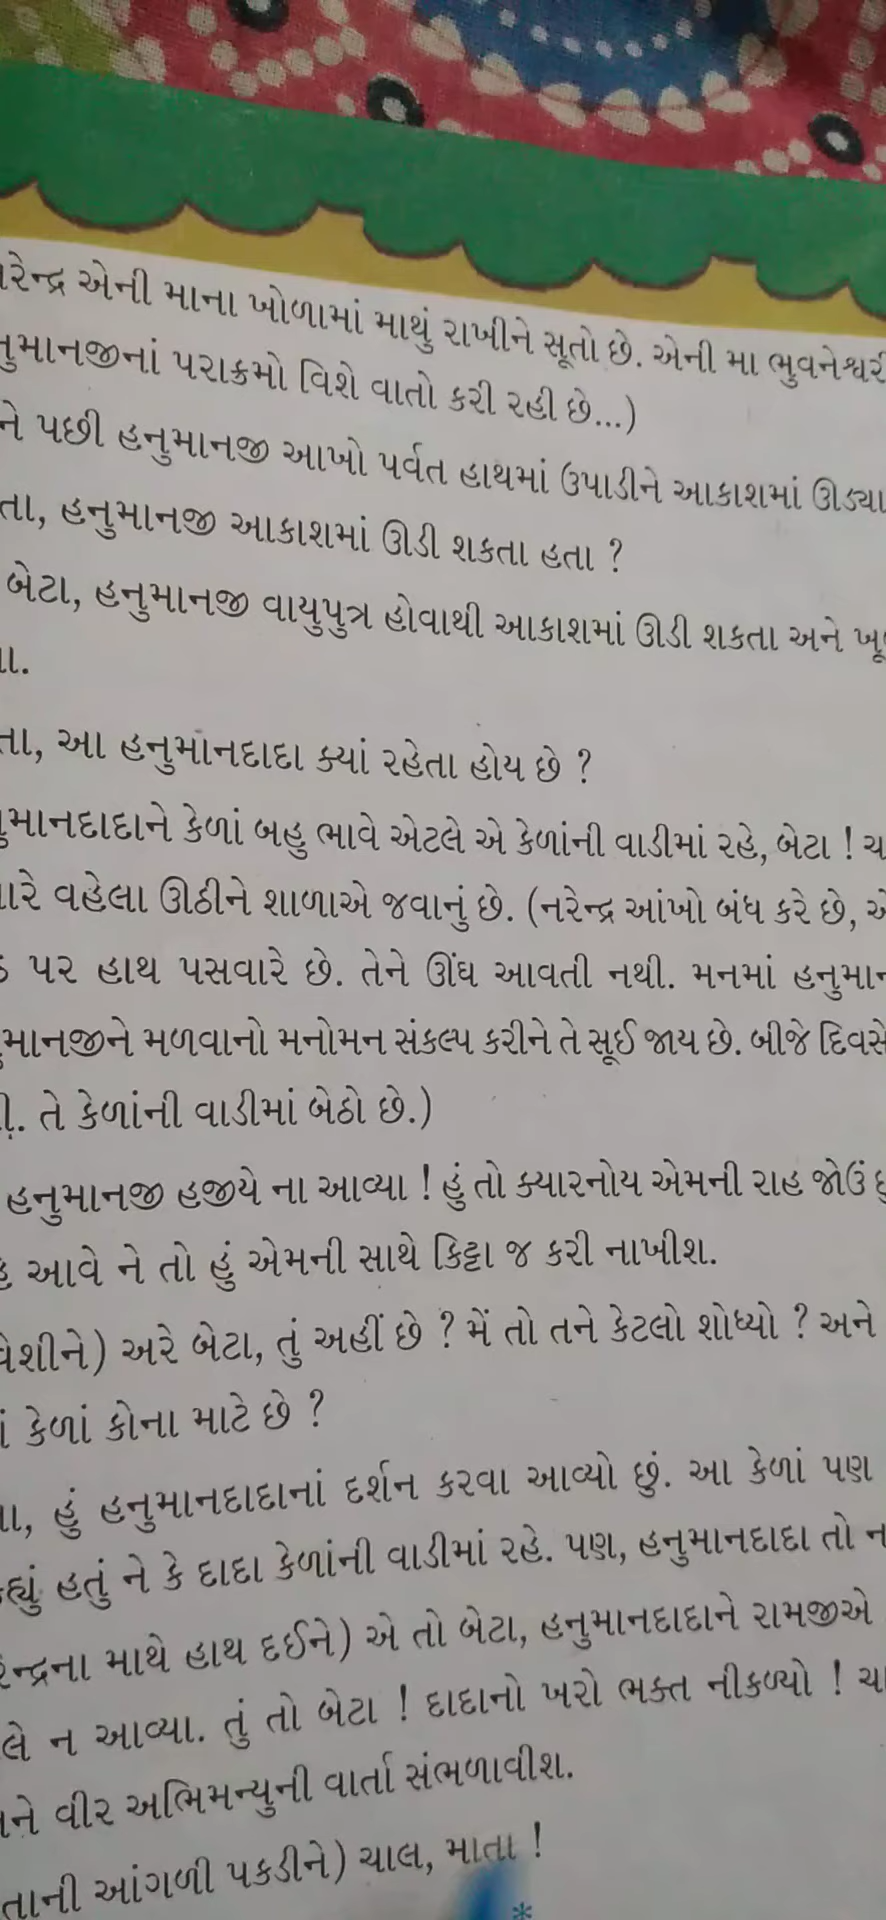 એની માના ખોળામાં માથું રાખીને સૂતો છે. એની મા ભુવનેશ્વરી
પરાક્રમો વિશે વાતો કરી રહી છે...)
ને પછી હનુમાનજી આખો પર્વત હાથમાં ઉપાડીને આકાશમાં ઊડ્યા
તા, હનુમાનજી આકાશમાં ઊડી શકતા હતા ?
બેટા, હનુમાનજી વાયુપુત્ર હોવાથી આકાશમાં ઊડી શકતા અને
તા, આ હનુમાનદાદા ક્યાં રહેતા હોય છે ?
માનદાદાને કેળાં બહુ ભાવે એટલે એ કેળાંની વાડીમાં રહે, બેટા !
વહેલા ઊઠીને શાળાએ જવાનું છે. (નરેન્દ્ર આંખો બંધ કરે છે,
પર હાથ પસવારે છે. તેને ઊંઘ આવતી નથી. મનમાં
માનજીને મળવાનો મનોમન સંકલ્પ કરીને તે સૂઈ જાય છે. બીજે દિવસે
તે કેળાંની વાડીમાં બેઠો છે.)
હનુમાનજી હજીયે ના આવ્યા ! હું તો ક્યારનોય એમની રાહ જોઉં
આવે ને તો હું એમની સાથે કિટ્ટા જ કરી નાખીશ.
વેશીને) અરે બેટા, તું અહીં છે ? મેં તો તને કેટલો શોધ્યો ? અને
કેળાં કોના માટે છે ?
હું હનુમાનદાદાનાં દર્શન કરવા આવ્યો છું. આ કેળાં પણ
હતું ને કે દાદા કેળાંની વાડીમાં રહે. પણ, હનુમાનદાદા તો
માથે હાથ દઈને) એ તો બેટા, હનુમાનદાદાને રામજીએ
લે ન આવ્યા. તું તો બેટા ! દાદાનો ખરો ભક્ત નીકળ્યો !
વીર અભિમન્યુની વાર્તા સંભળાવીશ.
તાની આંગળી પકડીને) ચાલ, માતા !
*